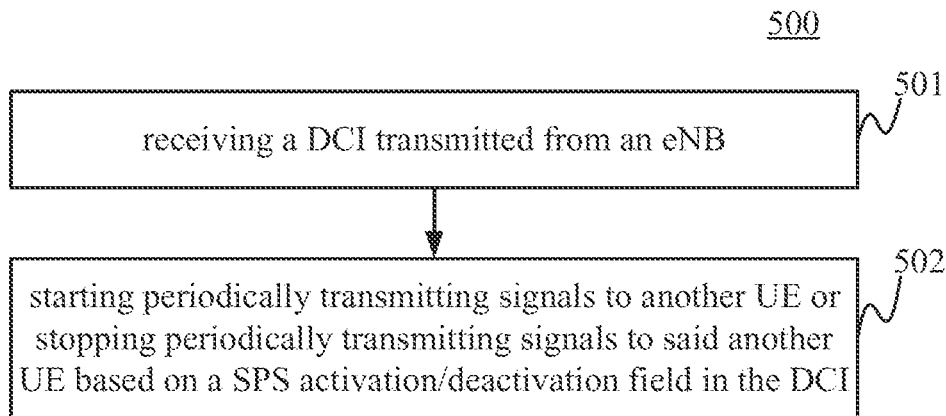 500
501
receiving a DCI transmitted from an eNB
502
starting periodically transmitting signals to another UE or
stopping periodically transmitting signals to said another
UE based on a SPS activation/deactivation field in the DCI